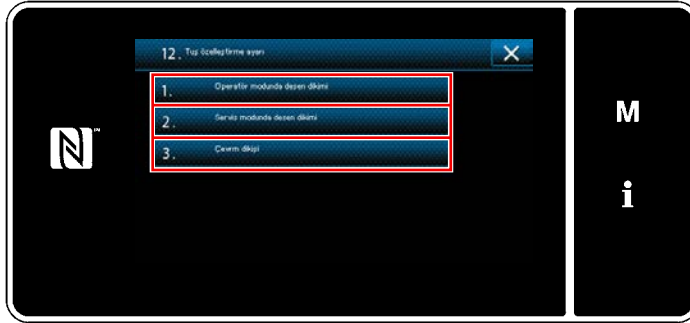 12. Tuş özelleştirme ayarı
1. Operatör modunda desen dikimi
2. Servis modunda desen dikimi
3. Çevrim dikişi
M
i